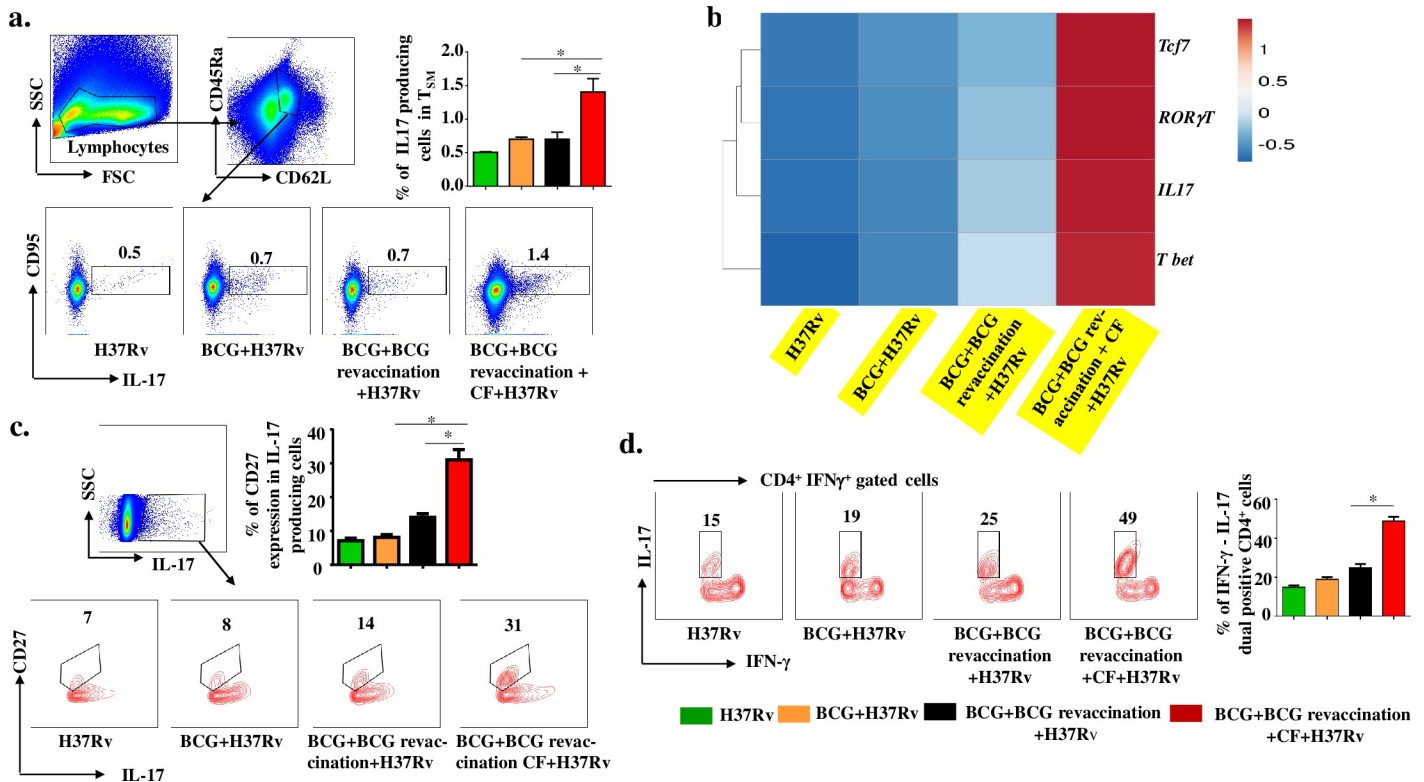 a.
SSC
Lymphocytes
FSC
CD45Ra
CD62L
% of IL17 producing
cells in TSM
2.0
1.5
1.0
0.5
0.0
*
*
CD95
0.5
0.7
0.7
1.4
H37Rv
BCG+H37Rv
BCG+BCG
revaccination
+H37Rv
BCG+BCG
revaccination +
CF+H37Rv
IL-17
b
Tcf7
RORγT
IL17
T bet
1
0.5
0
-0.5
H37Rv
BCG+H37Rv
BCG+BCG
revaccination
+H37Rv
BCG+BCG rev-
accination + CF
+H37Rv
c.
SSC
IL-17
% of CD27
expression in IL-17
producing cells
40
30
20
10
0
*
*
CD27
7
8
14
31
H37Rv
BCG+H37Rv
BCG+BCG revac-
cination+H37Rv
BCG+BCG revac-
cination CF+H37Rv
IL-17
d.
CD4+ IFNγ+ gated cells
IL-17
15
19
25
49
H37Rv
BCG+H37Rv
BCG+BCG
revaccination
+H37Rv
BCG+BCG
revaccination
+CF+H37Rv
IFN-γ
% of IFN-γ - IL-17
dual positive CD4+ cells
60
40
20
0
*
H37Rv
BCG+H37Rv
BCG+BCG revaccination
+H37Rv
BCG+BCG revaccination
+CF+H37Rv